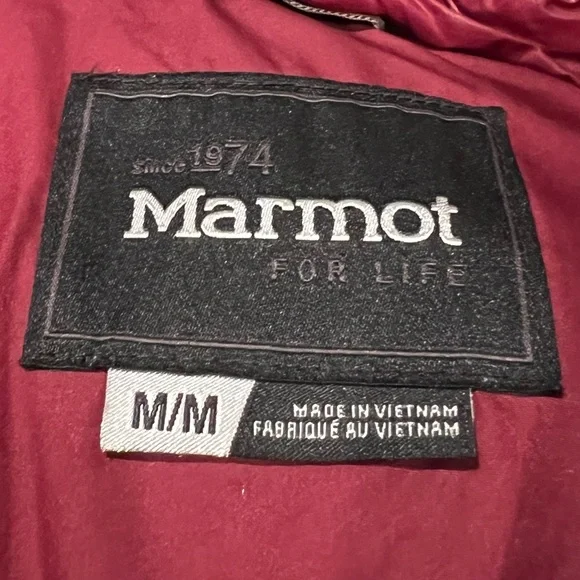 since 1974
Marmot
FOR LIFE
M/M
MADE IN VIETNAM
FABRIQUÉ AU VIETNAM